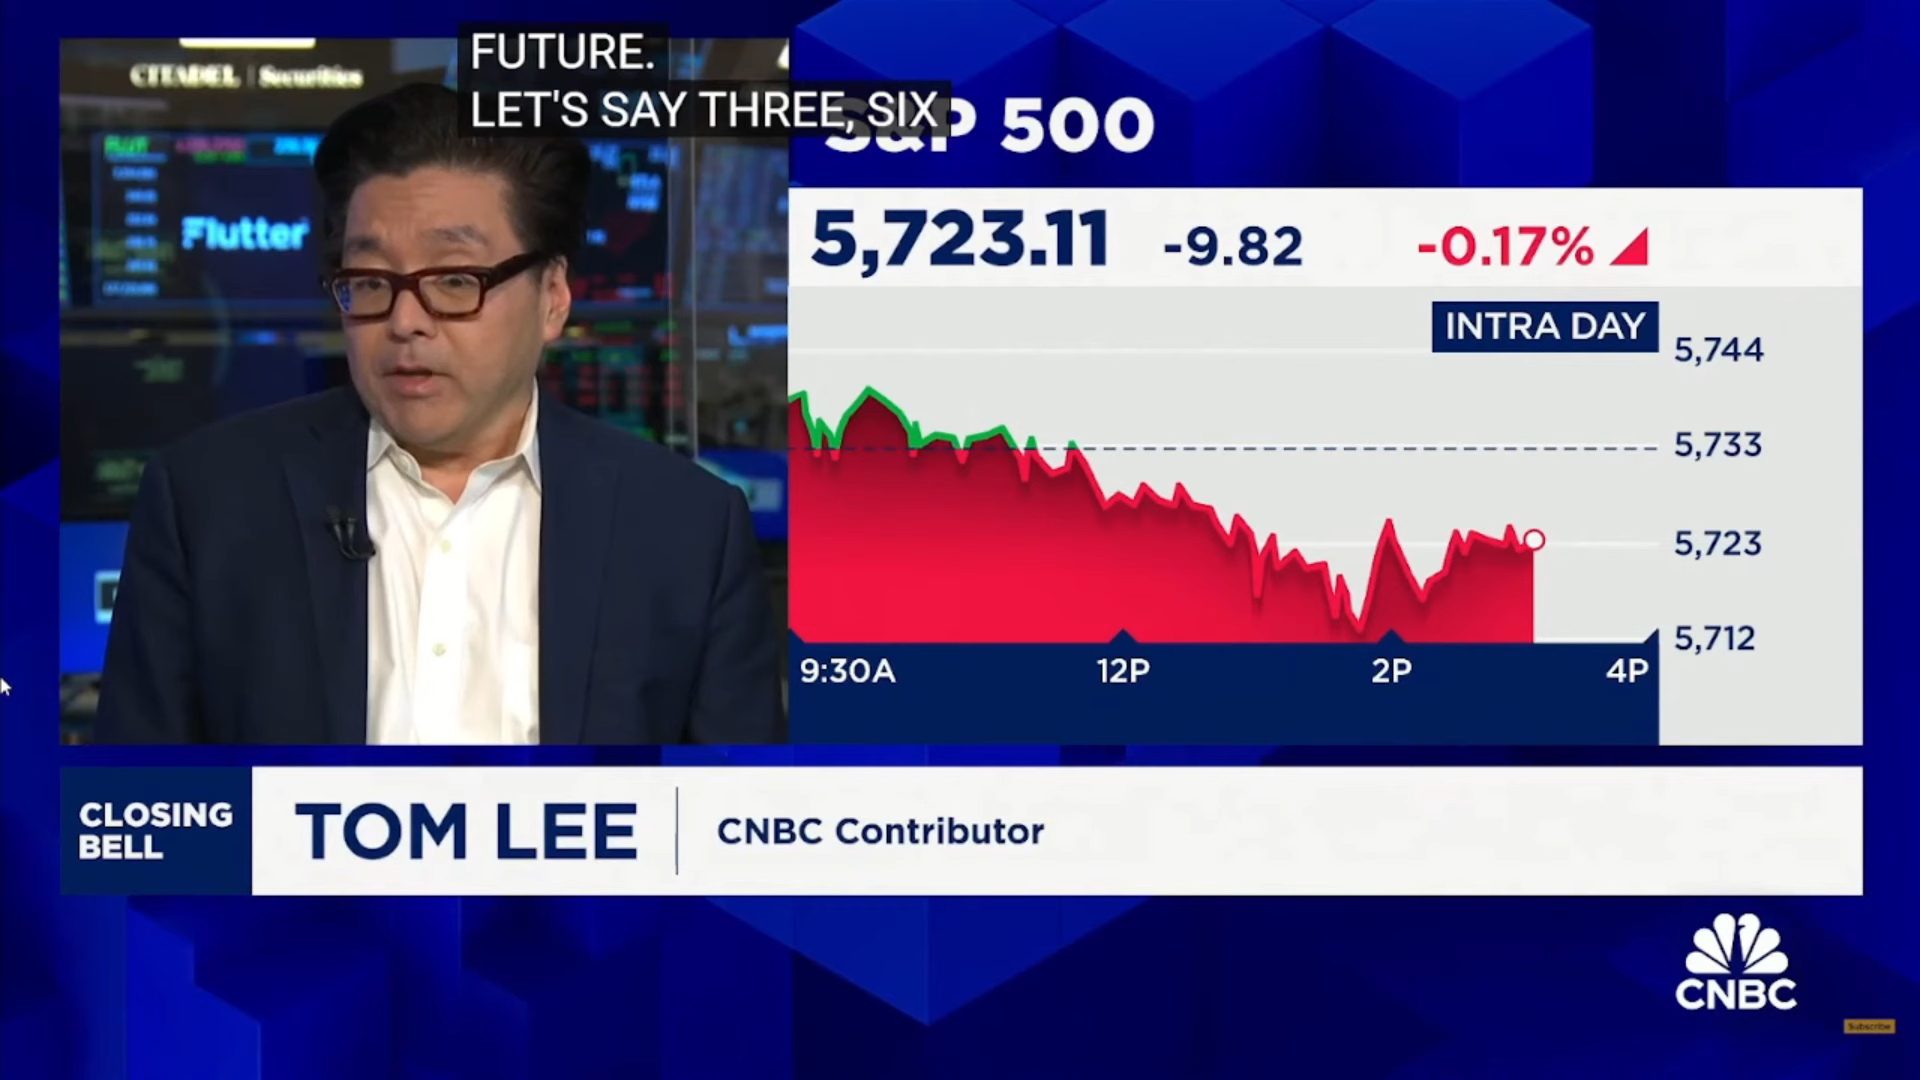 FUTURE.
LET'S SAY THREE, SIX
CITADEL | Securities
Flutter
S&P 500
5,723.11 -9.82 -0.17%
INTRA DAY
5,744
5,733
5,723
5,712
9:30A 12P 2P 4P
CLOSING
BELL
TOM LEE
CNBC Contributor
CNBC
Subscribe